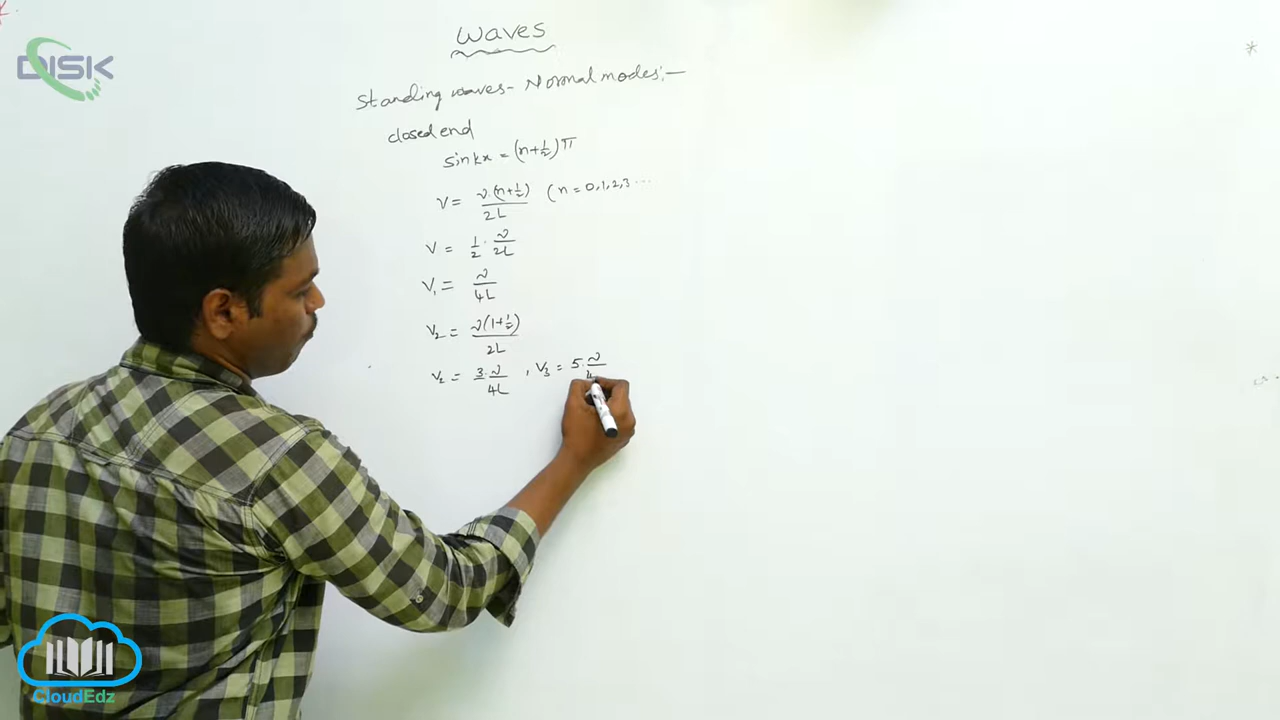 DISK
Waves
Standing waves - Normal modes:-
closed end
sin kx = (n+1/2)π
ν = v(n+1/2)/2L (n = 0,1,2,3...
ν = 1/2 · v/2L
ν₁ = v/4L
ν₂ = v(1+1/2)/2L
ν₂ = 3·v/4L , ν₃ = 5·v/4
CloudEdz